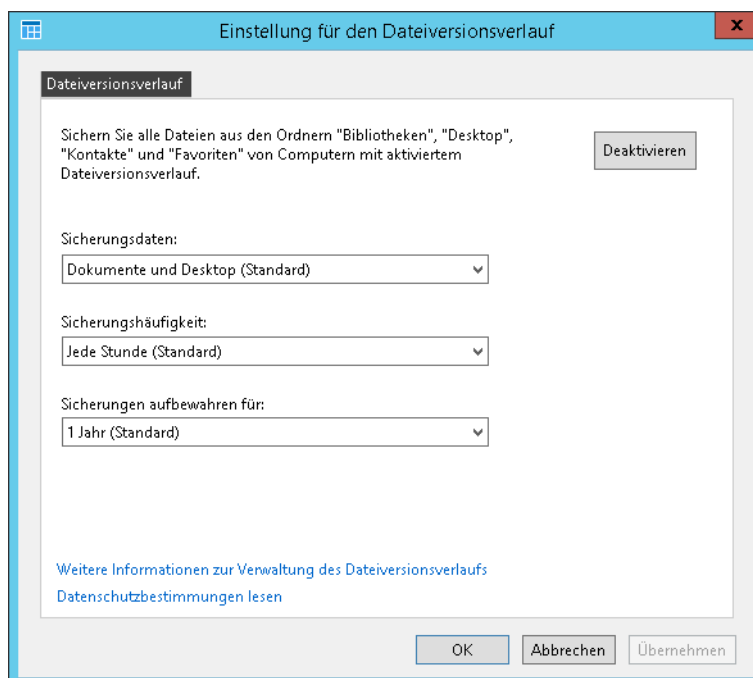 Einstellung für den Dateiversionsverlauf
x
Dateiversionsverlauf
Sichern Sie alle Dateien aus den Ordnern "Bibliotheken", "Desktop",
"Kontakte" und "Favoriten" von Computern mit aktiviertem
Dateiversionsverlauf.
Deaktivieren
Sicherungsdaten:
Dokumente und Desktop (Standard)
Sicherungshäufigkeit:
Jede Stunde (Standard)
Sicherungen aufbewahren für:
1 Jahr (Standard)
Weitere Informationen zur Verwaltung des Dateiversionsverlaufs
Datenschutzbestimmungen lesen
OK
Abbrechen
Übernehmen